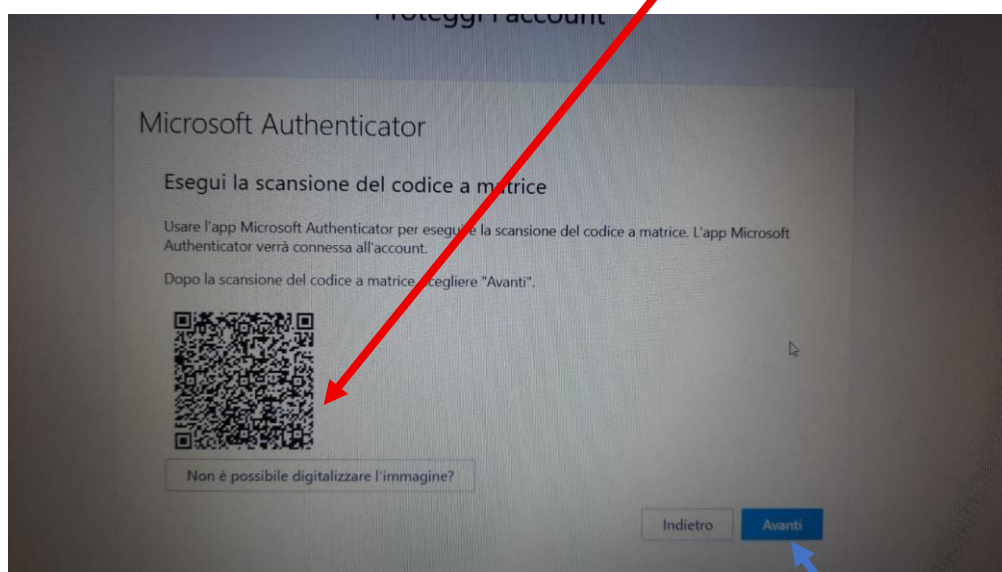 Proteggi l'account
Microsoft Authenticator
Esegui la scansione del codice a matrice
Usare l'app Microsoft Authenticator per eseguire la scansione del codice a matrice. L'app Microsoft
Authenticator verrà connessa all'account.
Dopo la scansione del codice a matrice, scegliere "Avanti".
Non é possibile digitalizzare l'immagine?
Indietro
Avanti